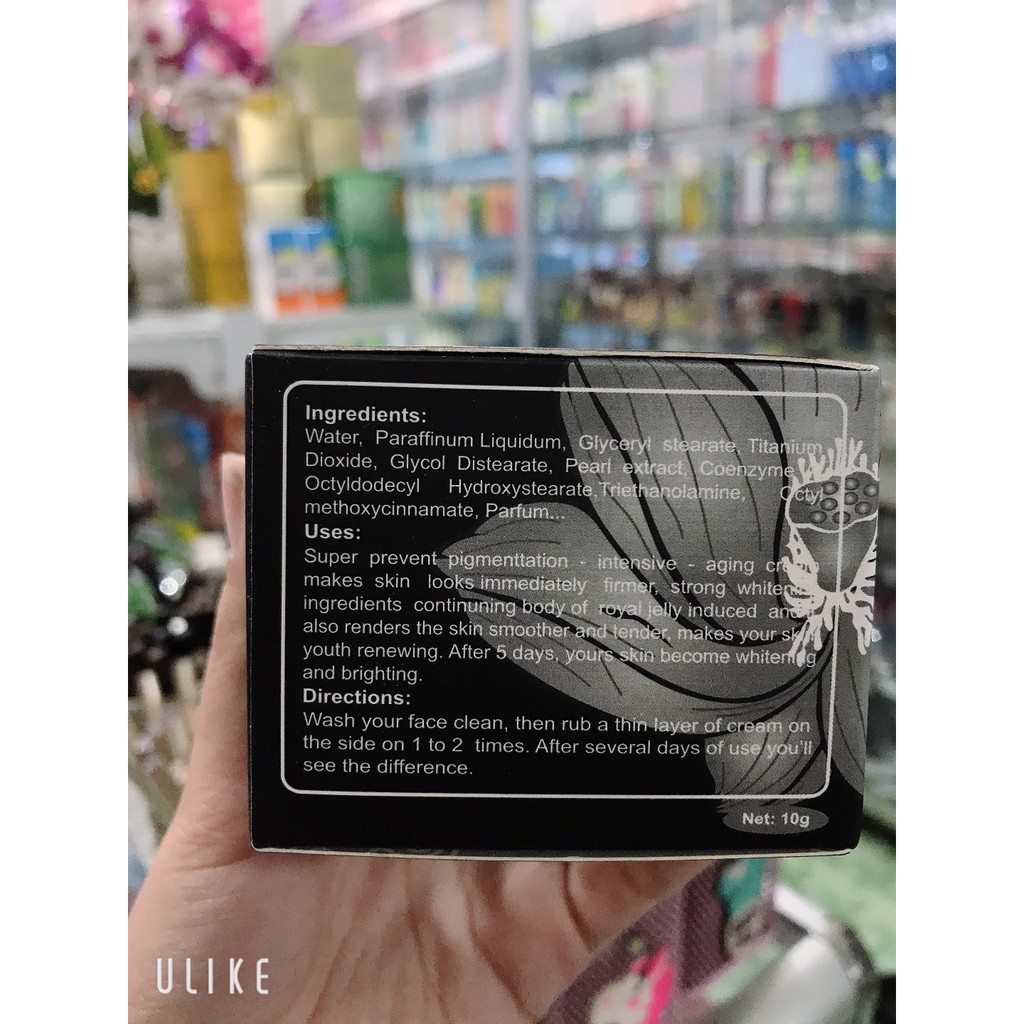 Ingredients:
Water, Paraffinum Liquidum, Glyceryl stearate, Titanium
Dioxide, Glycol Distearate, Pearl extract, Coenzyme
Octyldodecyl Hydroxystearate,Triethanolamine, Octyl
methoxycinnamate, Parfum...
Uses:
Super prevent pigmenttation - intensive - aging cream
makes skin looks immediately firmer, strong whitening
ingredients continuning body of royal jelly induced and
also renders the skin smoother and tender, makes your skin
youth renewing. After 5 days, yours skin become whitening
and brighting.
Directions:
Wash your face clean, then rub a thin layer of cream on
the side on 1 to 2 times. After several days of use you'll
see the difference.
Net: 10g
ULIKE